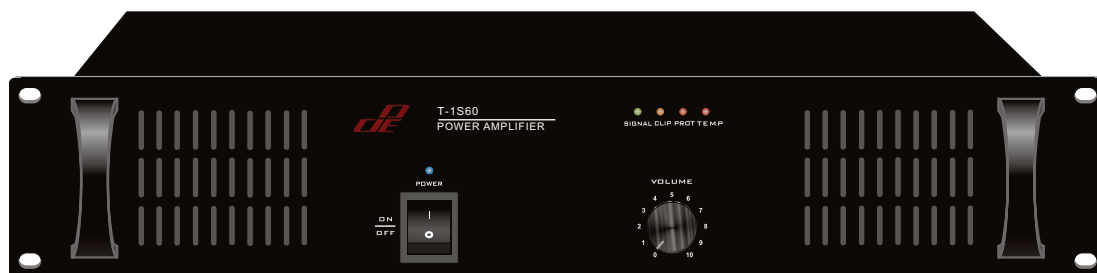 PDE
T-1S60
POWER AMPLIFIER
SIGNAL CLIP PROT TEMP
POWER
ON
OFF
I
O
VOLUME
0 1 2 3 4 5 6 7 8 9 10